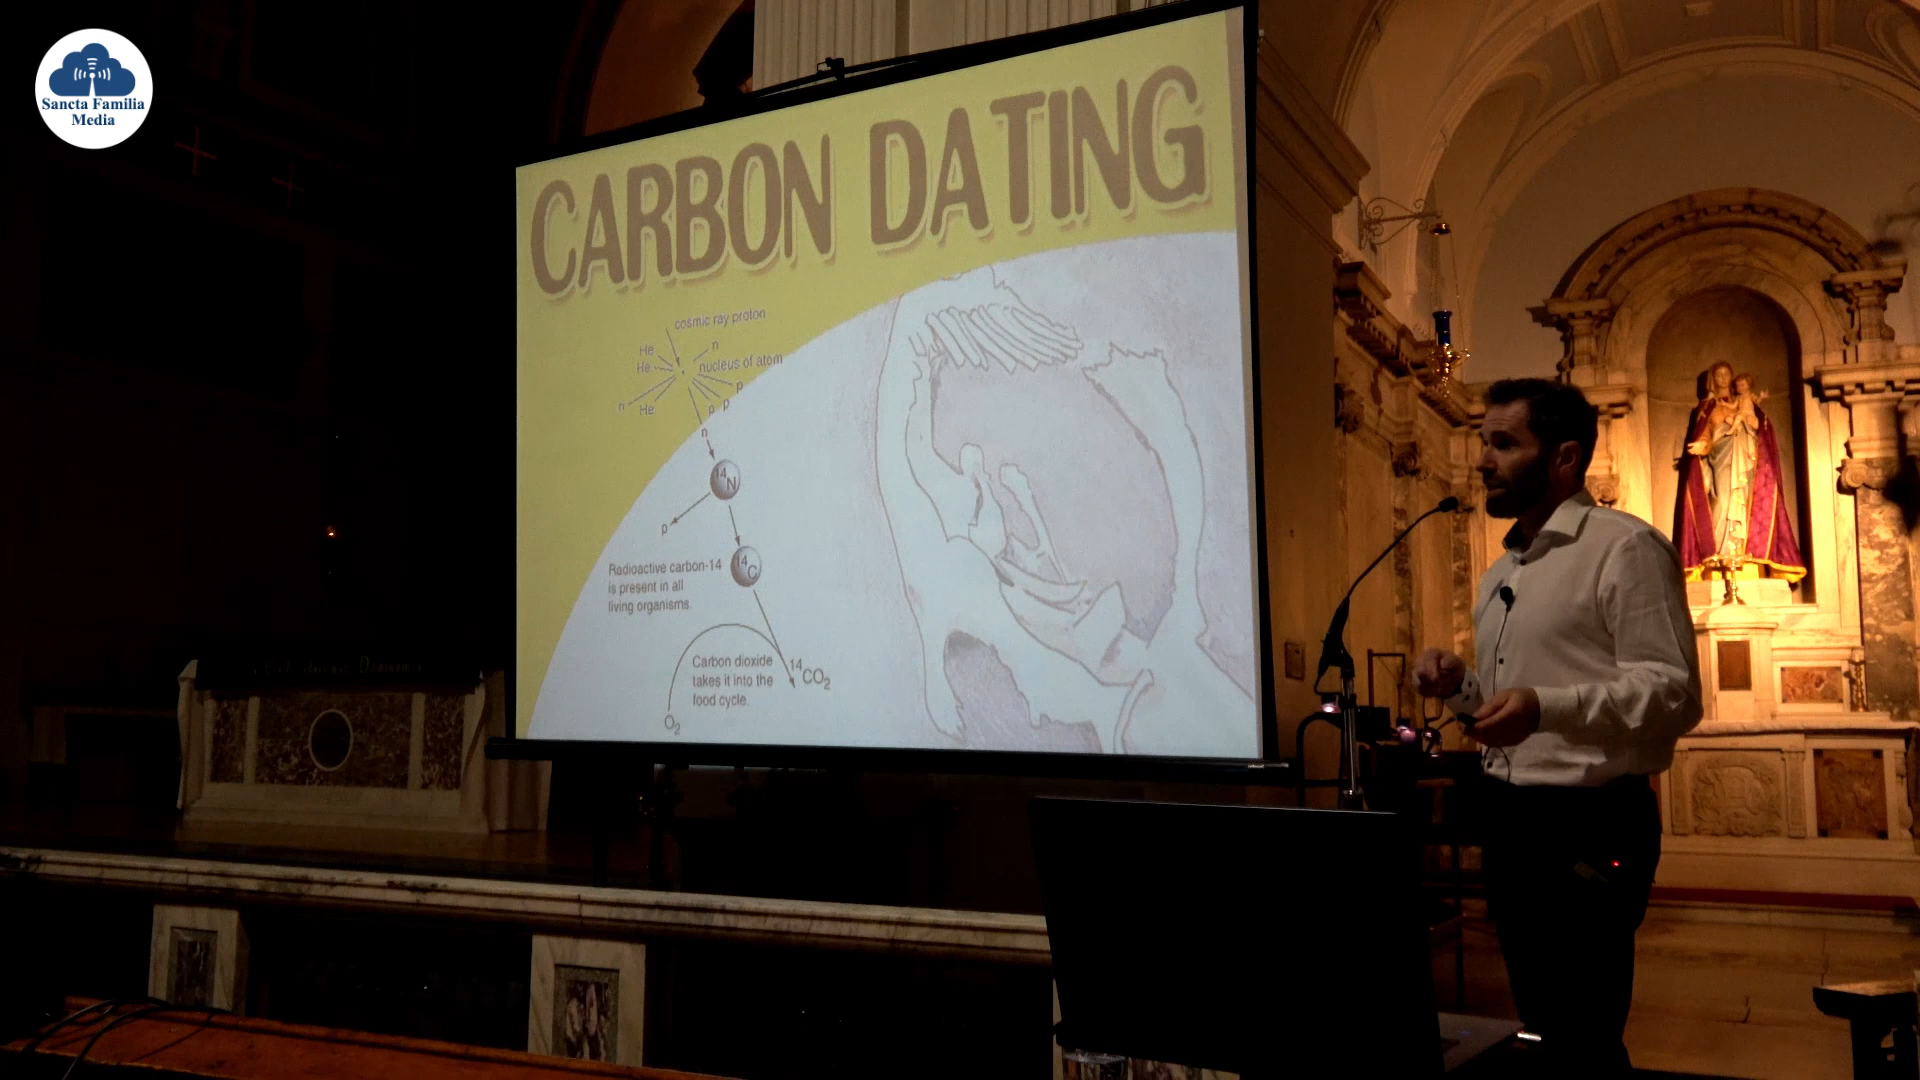 Sancta Familia
Media
CARBON DATING
cosmic ray proton
He
n
He
nucleus of atom
p
n
He
p
p
n
14N
p
14C
Radioactive carbon-14
is present in all
living organisms.
Carbon dioxide
takes it into the
food cycle.
14CO2
O2